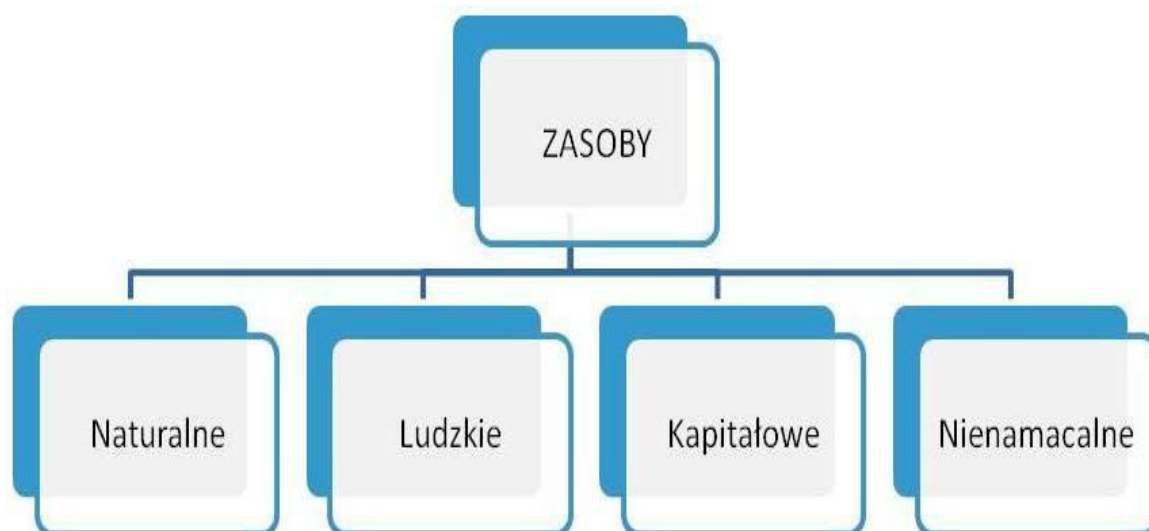 ZASOBY
Naturalne
Ludzkie
Kapitałowe
Nienamacalne